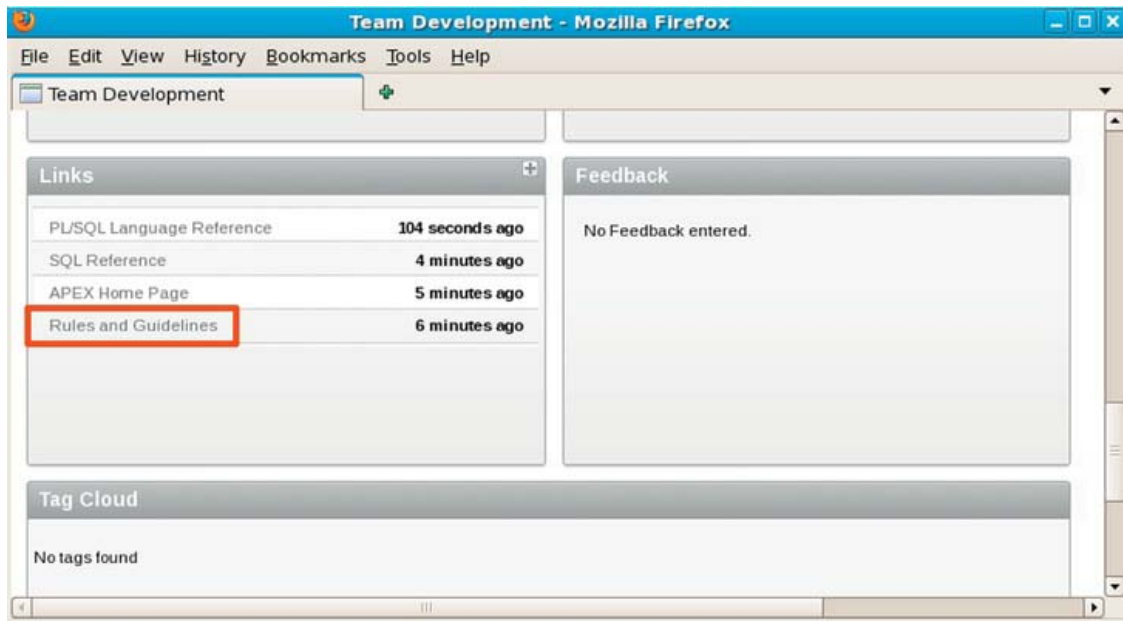 Team Development - Mozilla Firefox
File Edit View History Bookmarks Tools Help
Team Development
Links
PL/SQL Language Reference 104 seconds ago
SQL Reference 4 minutes ago
APEX Home Page 5 minutes ago
Rules and Guidelines 6 minutes ago
Feedback
No Feedback entered.
Tag Cloud
No tags found